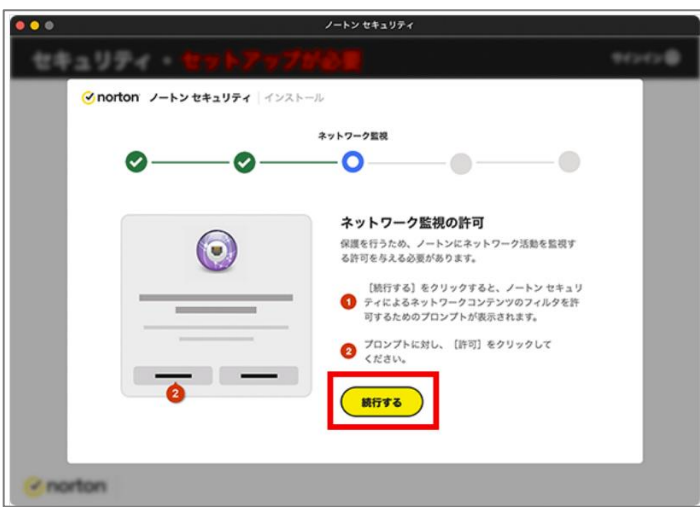 ノートン セキュリティ
セキュリティ・セットアップが必要
サインイン
norton ノートン セキュリティ インストール
ネットワーク監視
ネットワーク監視の許可
保護を行うため、ノートンにネットワーク活動を監視す
る許可を与える必要があります。
1 [続行する] をクリックすると、ノートン セキュリ
ティによるネットワークコンテンツのフィルタを許
可するためのプロンプトが表示されます。
2 プロンプトに対し、[許可] をクリックして
ください。
2
続行する
norton